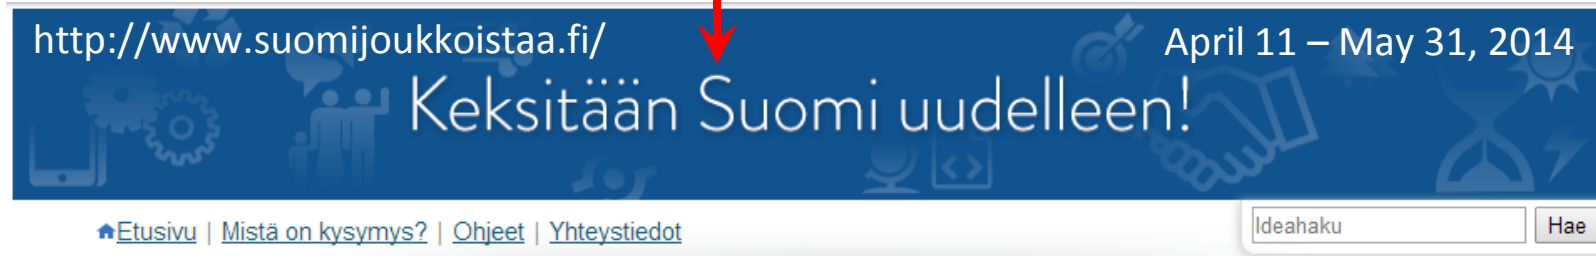 http://www.suomijoukkoistaa.fi/ April 11 – May 31, 2014
Keksitään Suomi uudelleen!
Etusivu | Mistä on kysymys? | Ohjeet | Yhteystiedot Ideahaku Hae